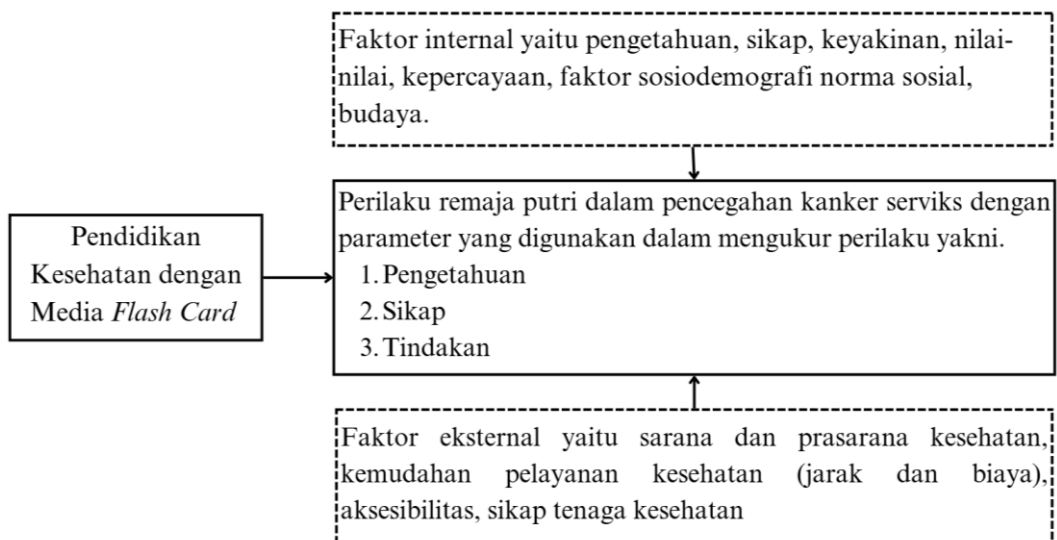 Faktor internal yaitu pengetahuan, sikap, keyakinan, nilai-
nilai, kepercayaan, faktor sosiodemografi norma sosial,
budaya.
Pendidikan
Kesehatan dengan
Media Flash Card
Perilaku remaja putri dalam pencegahan kanker serviks dengan
parameter yang digunakan dalam mengukur perilaku yakni.
1. Pengetahuan
2. Sikap
3. Tindakan
Faktor eksternal yaitu sarana dan prasarana kesehatan,
kemudahan pelayanan kesehatan (jarak dan biaya),
aksesibilitas, sikap tenaga kesehatan